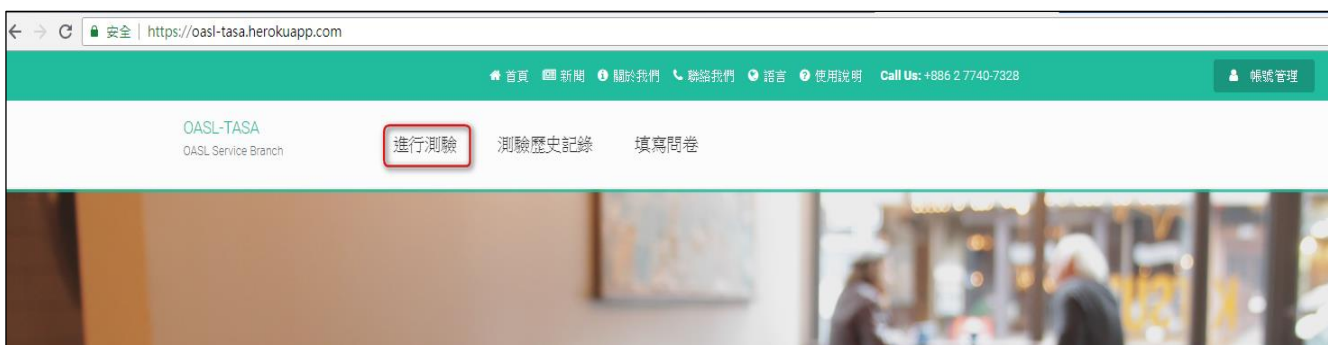 安全 | https://oasl-tasa.herokuapp.com
首頁 新聞 關於我們 聯絡我們 語言 使用說明 Call Us: +886 2 7740-7328 帳號管理
OASL-TASA
OASL Service Branch
進行測驗 測驗歷史記錄 填寫問卷